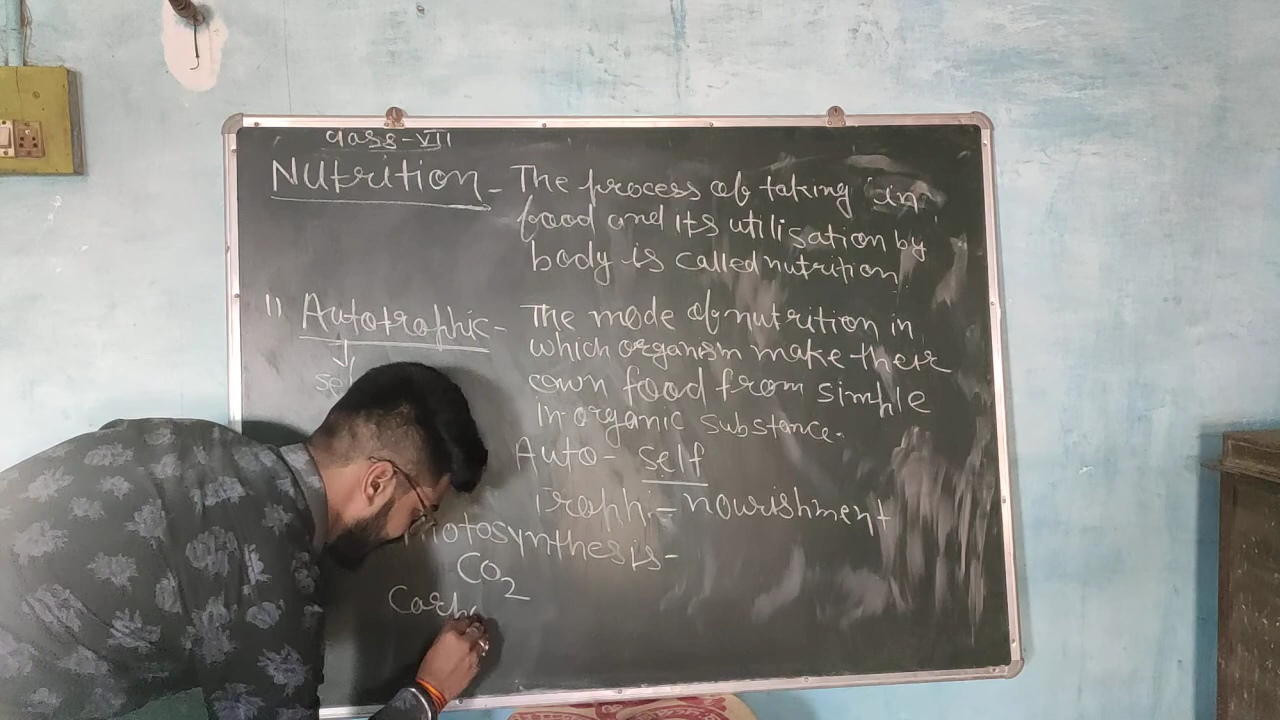 Class-VII
Nutrition - The process of taking in
food and its utilisation by
body is called nutrition
1) Autotrophic - The mode of nutrition in
which organism make their
own food from simple
inorganic substance.
Auto - self
Trophi - nourishment
CO2